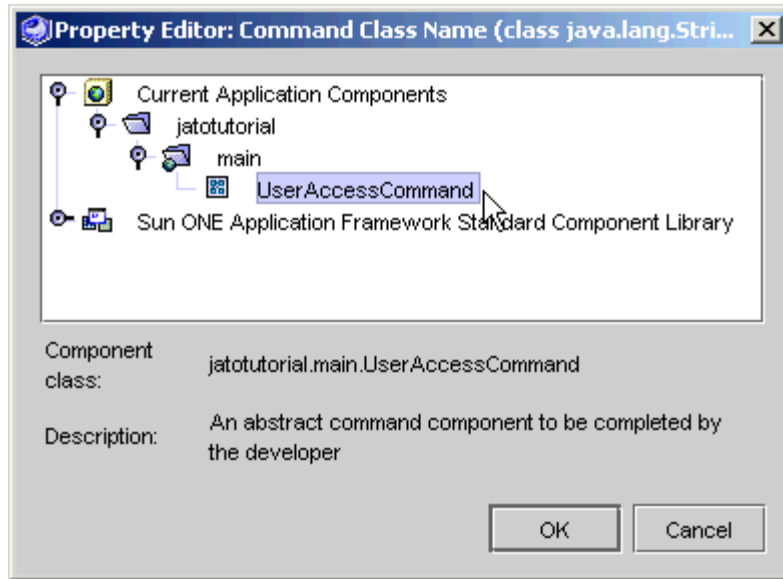 Property Editor: Command Class Name (class java.lang.Stri...
Current Application Components
jatotutorial
main
UserAccessCommand
Sun ONE Application Framework Standard Component Library
Component
class:
jatotutorial.main.UserAccessCommand
Description:
An abstract command component to be completed by
the developer
OK
Cancel